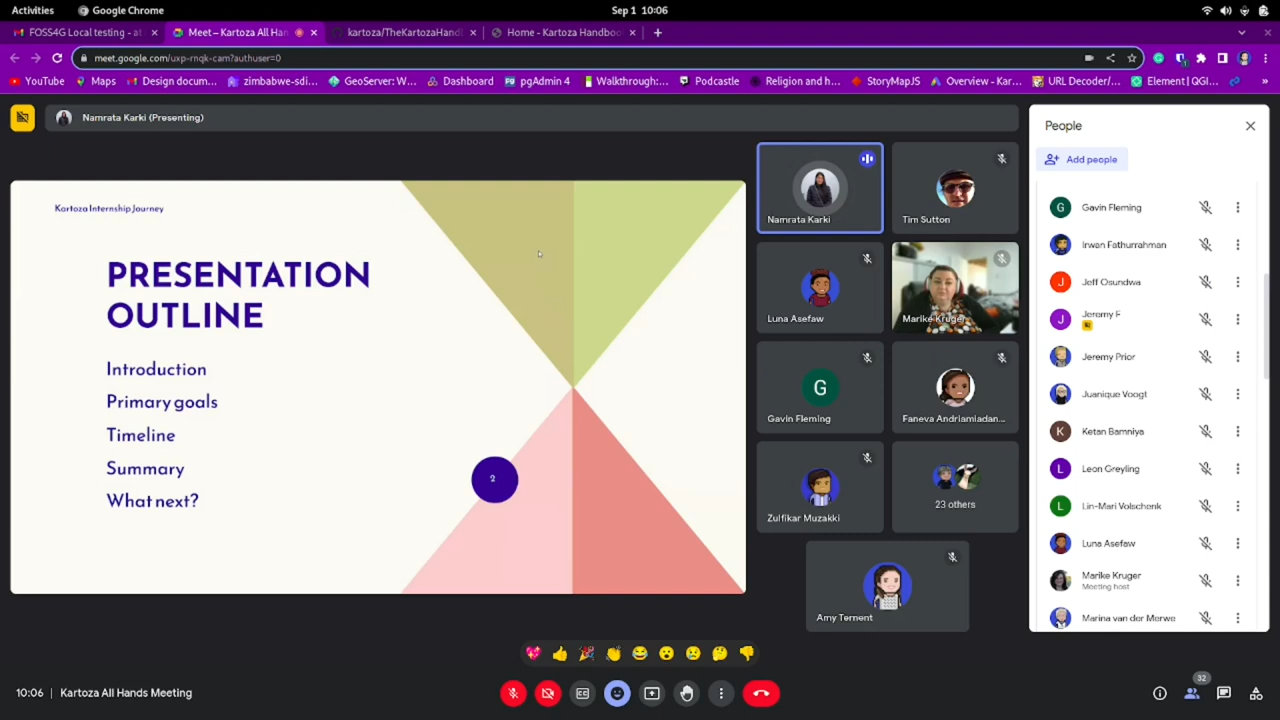 Activities
Google Chrome
Sep 1 10:06
FOSS4G Local testing - at
Meet – Kartoza All Han
kartoza/TheKartozaHandl
Home - Kartoza Handboo
meet.google.com/uxp-rnqk-cam?authuser=0
YouTube
Maps
Design docum...
zimbabwe-sdi...
GeoServer: W...
Dashboard
pgAdmin 4
Walkthrough:...
Podcastle
Religion and h...
StoryMapJS
Overview - Kar...
URL Decoder/...
Element | QGI...
»
Namrata Karki (Presenting)
Kartoza Internship Journey
PRESENTATION
OUTLINE
Introduction
Primary goals
Timeline
Summary
What next?
2
Namrata Karki
Tim Sutton
Luna Asefaw
Marike Kruger
G
Gavin Fleming
Faneva Andriamiadan...
Zulfikar Muzakki
23 others
Amy Ternent
People
Add people
G
Gavin Fleming
Irwan Fathurrahman
J
Jeff Osundwa
J
Jeremy F
Jeremy Prior
Juanique Voogt
K
Ketan Bamniya
L
Leon Greyling
L
Lin-Mari Volschenk
Luna Asefaw
Marike Kruger
Meeting host
Marina van der Merwe
10:06 | Kartoza All Hands Meeting
32